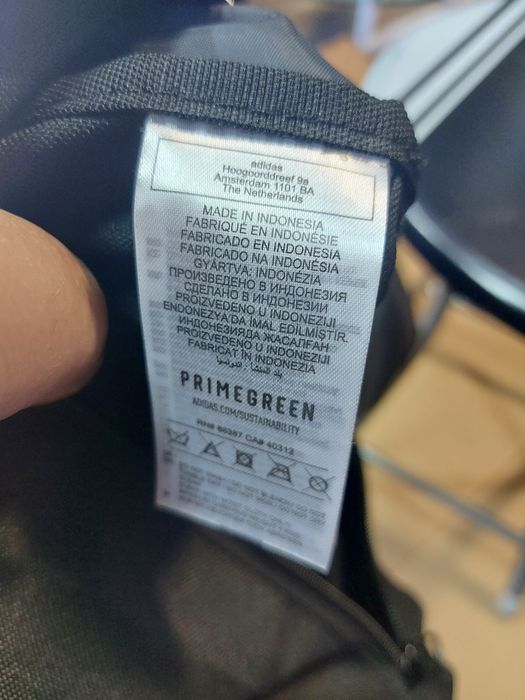 adidas
Hoogoorddreef 9a
Amsterdam 1101 BA
The Netherlands
MADE IN INDONESIA
FABRIQUÉ EN INDONÉSIE
FABRICADO EN INDONESIA
FABRICADO NA INDONÉSIA
GYÁRTVA: INDONÉZIA
ПРОИЗВЕДЕНО В ИНДОНЕЗИЯ
СДЕЛАНО В ИНДОНЕЗИИ
PROIZVEDENO U INDONEZIJI
ENDONEZYA'DA İMAL EDİLMİŞTİR.
ИНДОНЕЗИЯДА ЖАСАЛҒАН
PROIZVEDENO U INDONEZIJI
FABRICAT ÎN INDONEZIA
PRIMEGREEN
ADIDAS.COM/SUSTAINABILITY
RN# 88387 CA# 40312